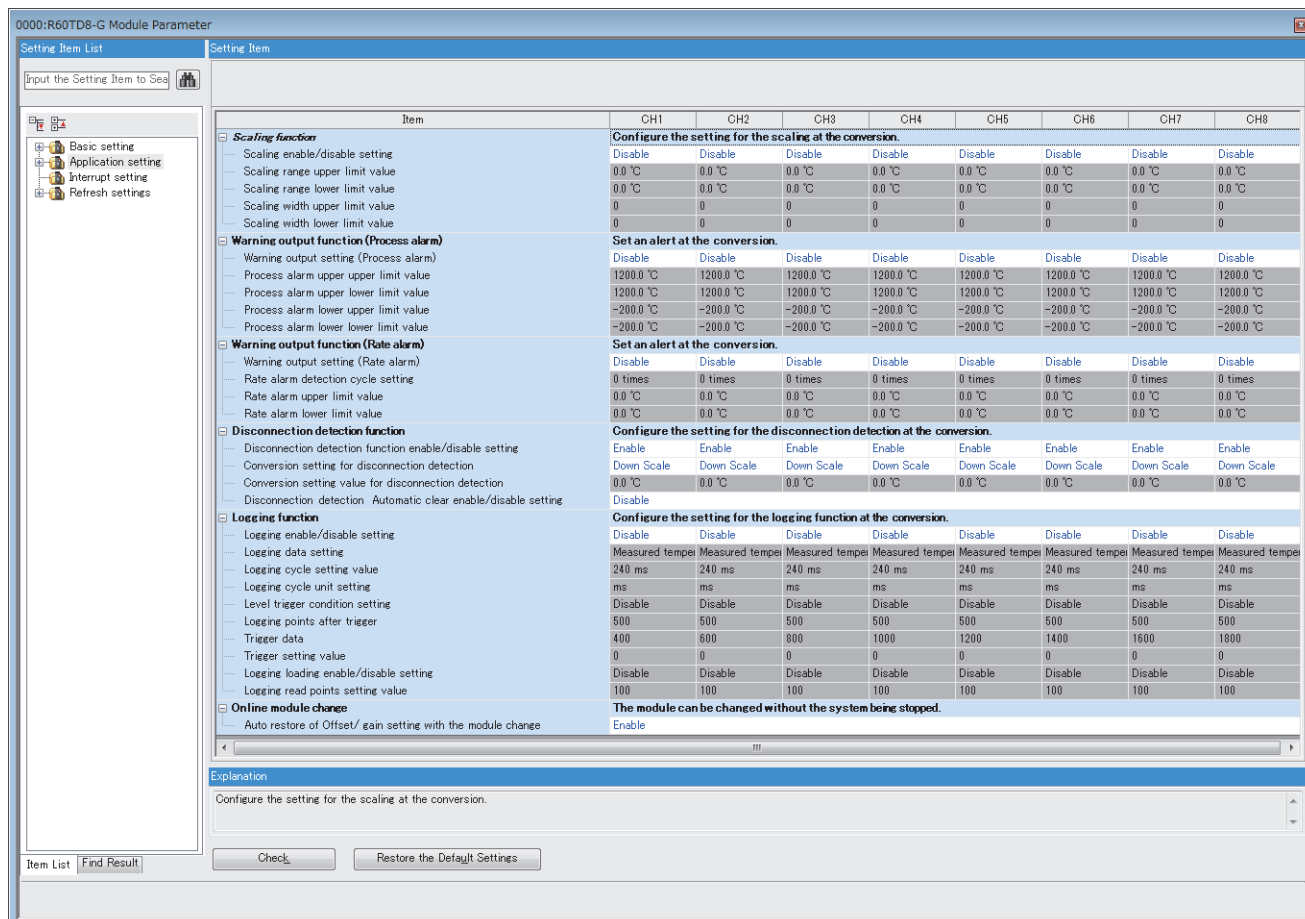 0000:R60TD8-G Module Parameter
Setting Item List
Setting Item
Input the Setting Item to Sea
Basic setting
Application setting
Interrupt setting
Refresh settings
Item List Find Result
Item CH1 CH2 CH3 CH4 CH5 CH6 CH7 CH8
Scaling function Configure the setting for the scaling at the conversion.
Scaling enable/disable setting Disable Disable Disable Disable Disable Disable Disable Disable
Scaling range upper limit value 0.0 °C 0.0 °C 0.0 °C 0.0 °C 0.0 °C 0.0 °C 0.0 °C 0.0 °C
Scaling range lower limit value 0.0 °C 0.0 °C 0.0 °C 0.0 °C 0.0 °C 0.0 °C 0.0 °C 0.0 °C
Scaling width upper limit value 0 0 0 0 0 0 0 0
Scaling width lower limit value 0 0 0 0 0 0 0 0
Warning output function (Process alarm) Set an alert at the conversion.
Warning output setting (Process alarm) Disable Disable Disable Disable Disable Disable Disable Disable
Process alarm upper upper limit value 1200.0 °C 1200.0 °C 1200.0 °C 1200.0 °C 1200.0 °C 1200.0 °C 1200.0 °C 1200.0 °C
Process alarm upper lower limit value 1200.0 °C 1200.0 °C 1200.0 °C 1200.0 °C 1200.0 °C 1200.0 °C 1200.0 °C 1200.0 °C
Process alarm lower upper limit value -200.0 °C -200.0 °C -200.0 °C -200.0 °C -200.0 °C -200.0 °C -200.0 °C -200.0 °C
Process alarm lower lower limit value -200.0 °C -200.0 °C -200.0 °C -200.0 °C -200.0 °C -200.0 °C -200.0 °C -200.0 °C
Warning output function (Rate alarm) Set an alert at the conversion.
Warning output setting (Rate alarm) Disable Disable Disable Disable Disable Disable Disable Disable
Rate alarm detection cycle setting 0 times 0 times 0 times 0 times 0 times 0 times 0 times 0 times
Rate alarm upper limit value 0.0 °C 0.0 °C 0.0 °C 0.0 °C 0.0 °C 0.0 °C 0.0 °C 0.0 °C
Rate alarm lower limit value 0.0 °C 0.0 °C 0.0 °C 0.0 °C 0.0 °C 0.0 °C 0.0 °C 0.0 °C
Disconnection detection function Configure the setting for the disconnection detection at the conversion.
Disconnection detection function enable/disable setting Enable Enable Enable Enable Enable Enable Enable Enable
Conversion setting for disconnection detection Down Scale Down Scale Down Scale Down Scale Down Scale Down Scale Down Scale Down Scale
Conversion setting value for disconnection detection 0.0 °C 0.0 °C 0.0 °C 0.0 °C 0.0 °C 0.0 °C 0.0 °C 0.0 °C
Disconnection detection Automatic clear enable/disable setting Disable
Logging function Configure the setting for the logging function at the conversion.
Logging enable/disable setting Disable Disable Disable Disable Disable Disable Disable Disable
Logging data setting Measured temper Measured temper Measured temper Measured temper Measured temper Measured temper Measured temper Measured temper
Logging cycle setting value 240 ms 240 ms 240 ms 240 ms 240 ms 240 ms 240 ms 240 ms
Logging cycle unit setting ms ms ms ms ms ms ms ms
Level trigger condition setting Disable Disable Disable Disable Disable Disable Disable Disable
Logging points after trigger 500 500 500 500 500 500 500 500
Trigger data 400 600 800 1000 1200 1400 1600 1800
Trigger setting value 0 0 0 0 0 0 0 0
Logging loading enable/disable setting Disable Disable Disable Disable Disable Disable Disable Disable
Logging read points setting value 100 100 100 100 100 100 100 100
Online module change The module can be changed without the system being stopped.
Auto restore of Offset/ gain setting with the module change Enable
Explanation
Configure the setting for the scaling at the conversion.
Check Restore the Default Settings